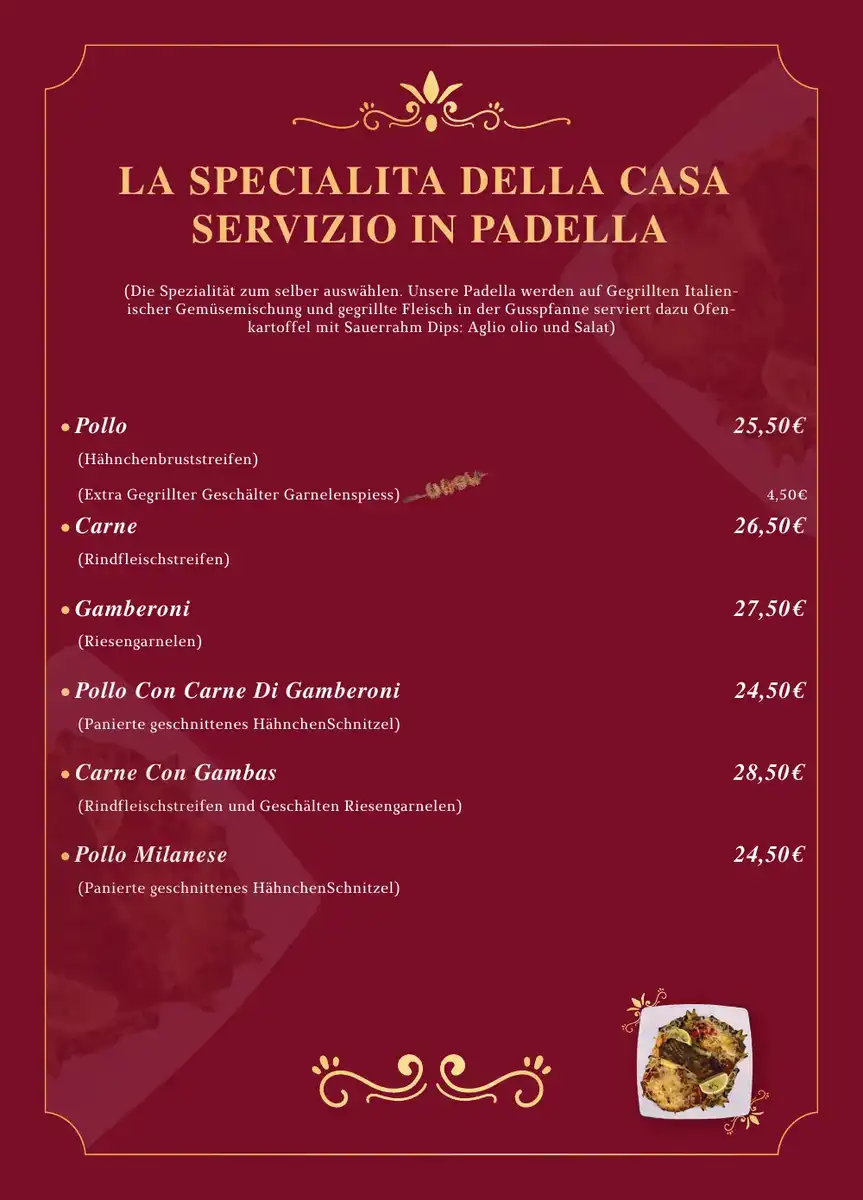 LA SPECIALITA DELLA CASA
SERVIZIO IN PADELLA
(Die Spezialität zum selber auswählen. Unsere Padella werden auf Gegrillten Italien-
ischer Gemüsemischung und gegrillte Fleisch in der Gusspfanne serviert dazu Ofen-
kartoffel mit Sauerrahm Dips: Aglio olio und Salat)
• Pollo 25,50€
(Hähnchenbruststreifen)
(Extra Gegrillter Geschälter Garnelenspiess) 4,50€
• Carne 26,50€
(Rindfleischstreifen)
• Gamberoni 27,50€
(Riesengarnelen)
• Pollo Con Carne Di Gamberoni 24,50€
(Panierte geschnittenes HähnchenSchnitzel)
• Carne Con Gambas 28,50€
(Rindfleischstreifen und Geschälten Riesengarnelen)
• Pollo Milanese 24,50€
(Panierte geschnittenes HähnchenSchnitzel)